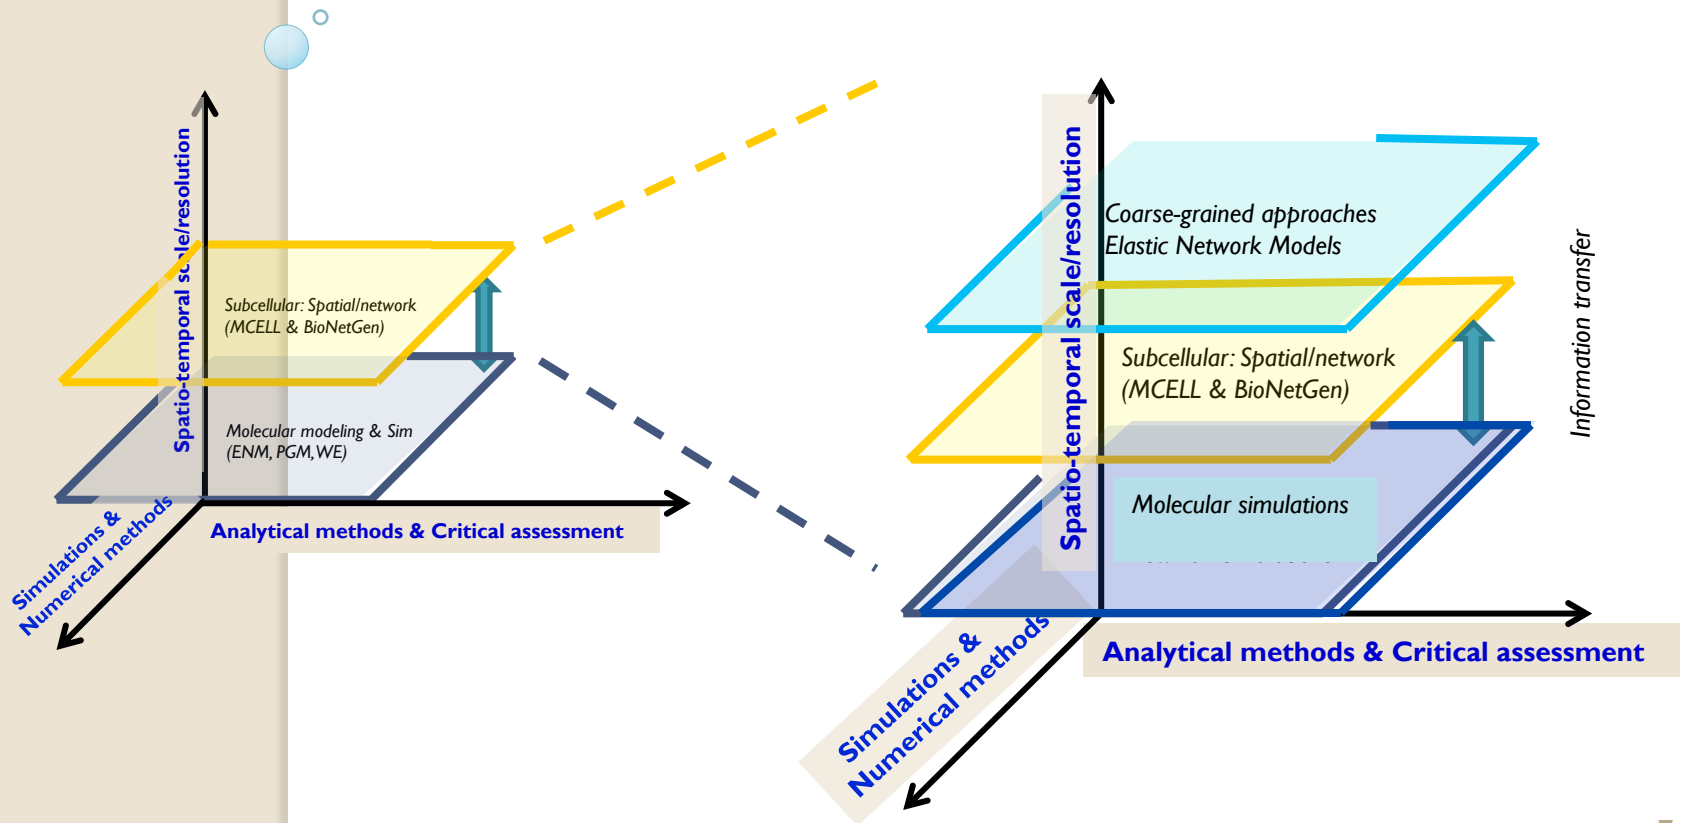 Spatio-temporal scale/resolution
Subcellular: Spatial/network
(MCELL & BioNetGen)
Molecular modeling & Sim
(ENM, PGM, WE)
Analytical methods & Critical assessment
Simulations &
Numerical methods
Spatio-temporal scale/resolution
Coarse-grained approaches
Elastic Network Models
Subcellular: Spatial/network
(MCELL & BioNetGen)
Molecular simulations
Information transfer
Analytical methods & Critical assessment
Simulations &
Numerical methods